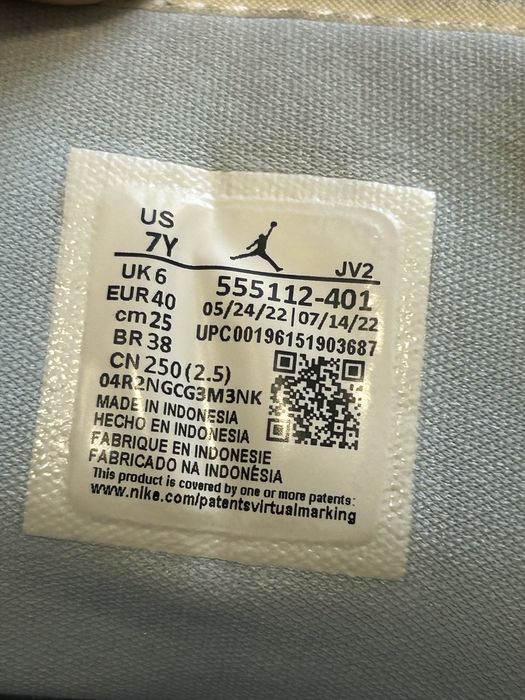 US
7Y
JV2
UK 6
555112-401
EUR 40
05/24/22 | 07/14/22
cm 25
UPC00196151903687
BR 38
CN 250 (2.5)
04R2NGCG3M3NK
MADE IN INDONESIA
HECHO EN INDONESIA
FABRIQUE EN INDONESIE
FABRICADO NA INDONÉSIA
This product is covered by one or more patents:
www.nike.com/patentsvirtualmarking